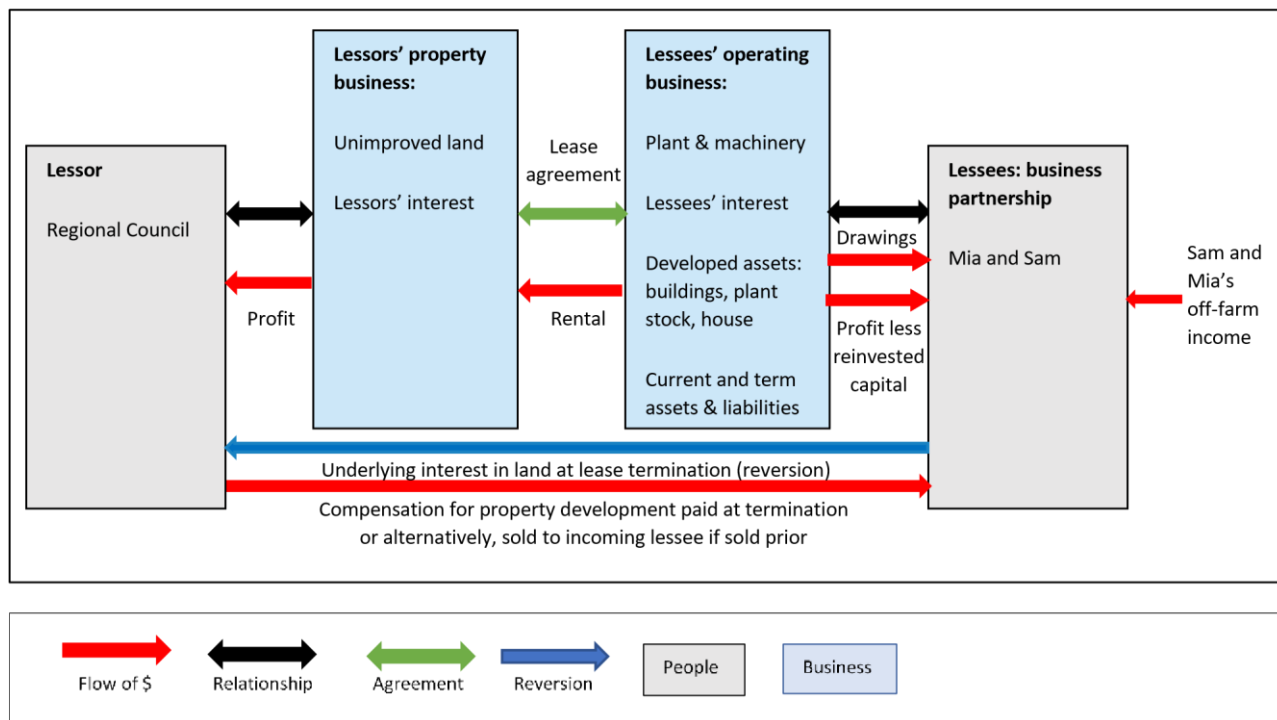 Lessor
Regional Council
Profit
Lessors' property
business:
Unimproved land
Lessors' interest
Lease
agreement
Rental
Lessees' operating
business:
Plant & machinery
Lessees' interest
Developed assets:
buildings, plant
stock, house
Current and term
assets & liabilities
Drawings
Profit less
reinvested
capital
Lessees: business
partnership
Mia and Sam
Sam and
Mia's
off-farm
income
Underlying interest in land at lease termination (reversion)
Compensation for property development paid at termination
or alternatively, sold to incoming lessee if sold prior
Flow of $
Relationship
Agreement
Reversion
People
Business